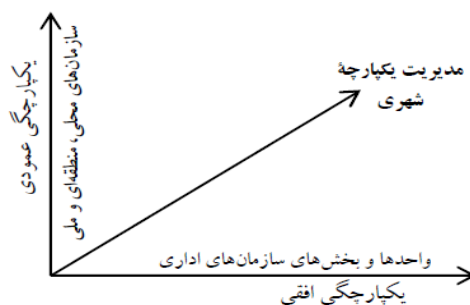 مدیریت یکپارچهٔ
شهری
یکپارچگی عمودی
سازمان‌های محلی، منطقه‌ای و ملی
واحدها و بخش‌های سازمان‌های اداری
یکپارچگی افقی